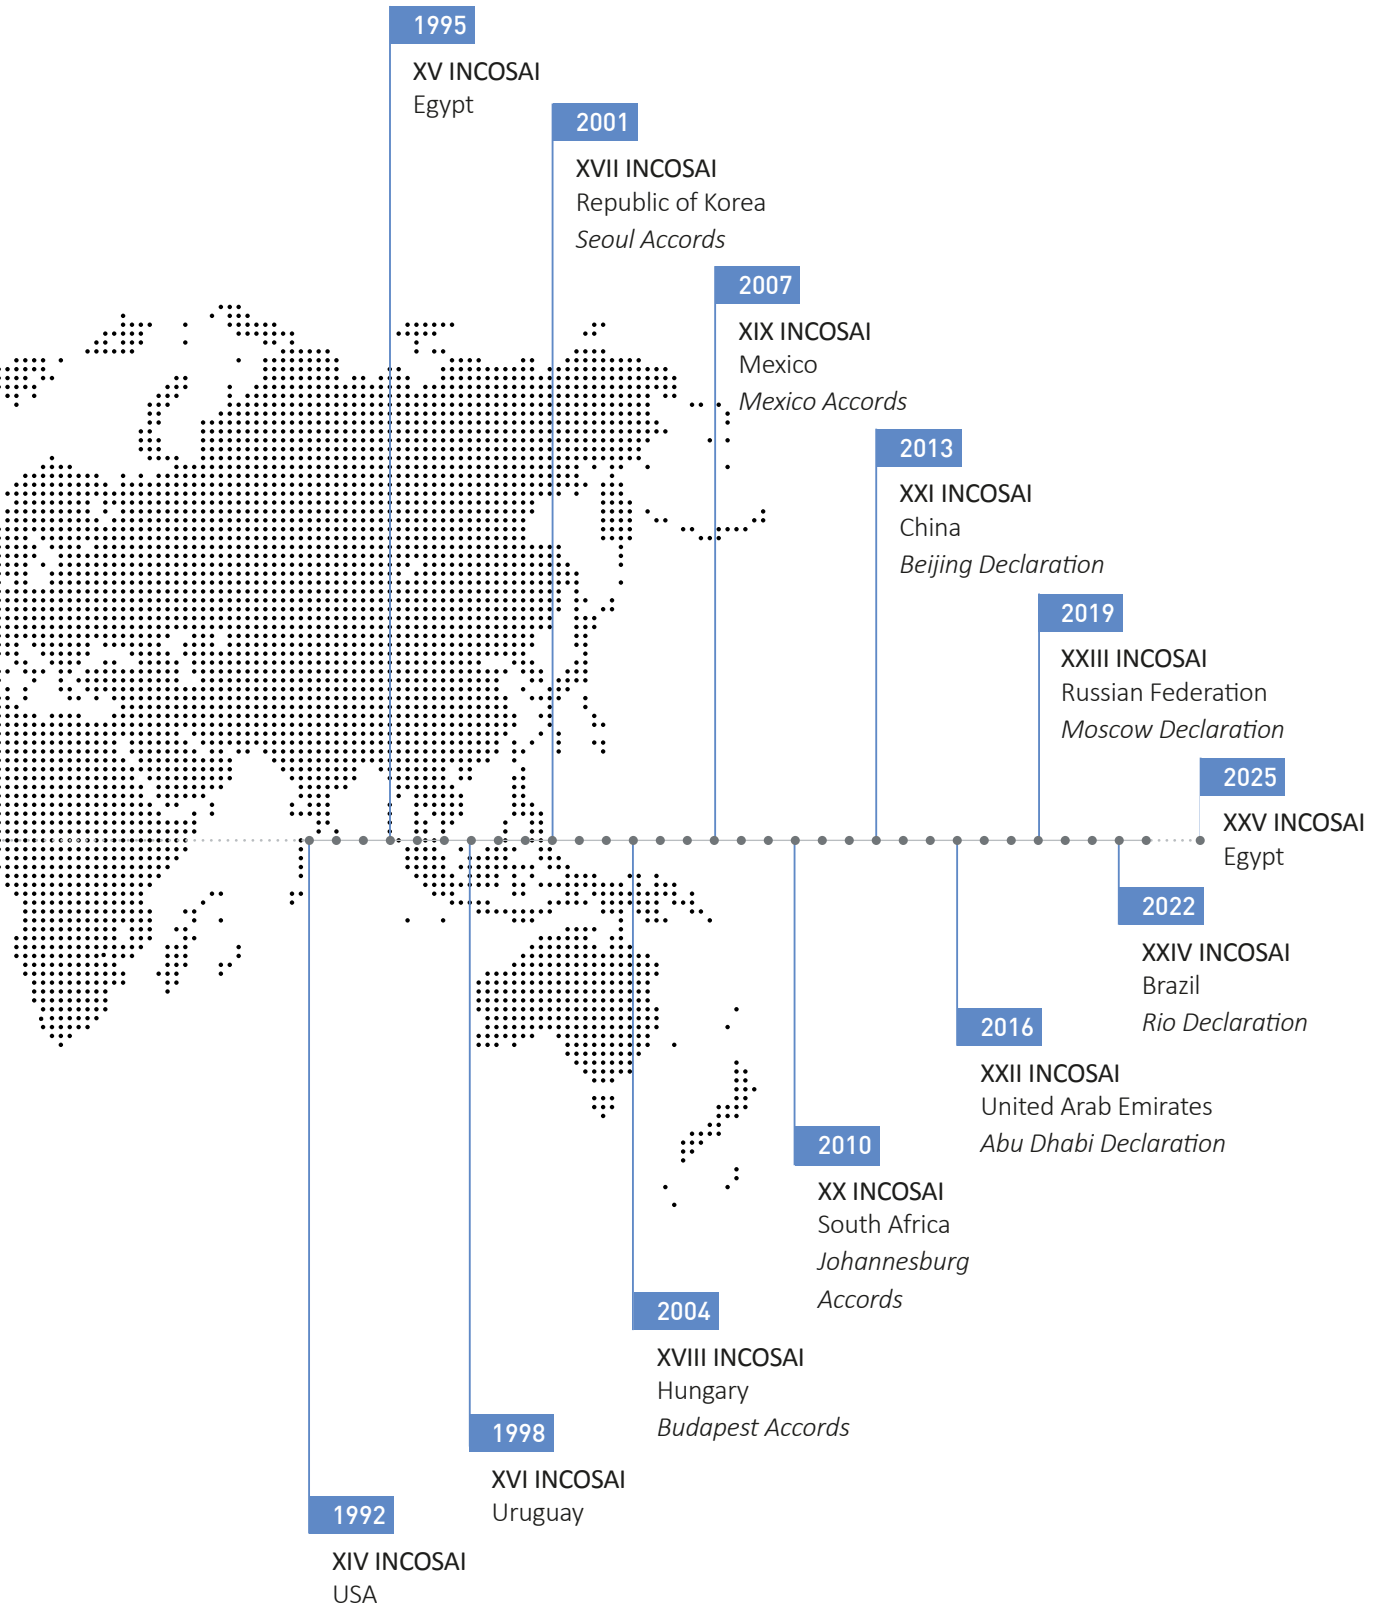 1995
XV INCOSAI
Egypt
2001
XVII INCOSAI
Republic of Korea
Seoul Accords
2007
XIX INCOSAI
Mexico
Mexico Accords
2013
XXI INCOSAI
China
Beijing Declaration
2019
XXIII INCOSAI
Russian Federation
Moscow Declaration
2025
XXV INCOSAI
Egypt
2022
XXIV INCOSAI
Brazil
Rio Declaration
2016
XXII INCOSAI
United Arab Emirates
Abu Dhabi Declaration
2010
XX INCOSAI
South Africa
Johannesburg
Accords
2004
XVIII INCOSAI
Hungary
Budapest Accords
1998
XVI INCOSAI
Uruguay
1992
XIV INCOSAI
USA